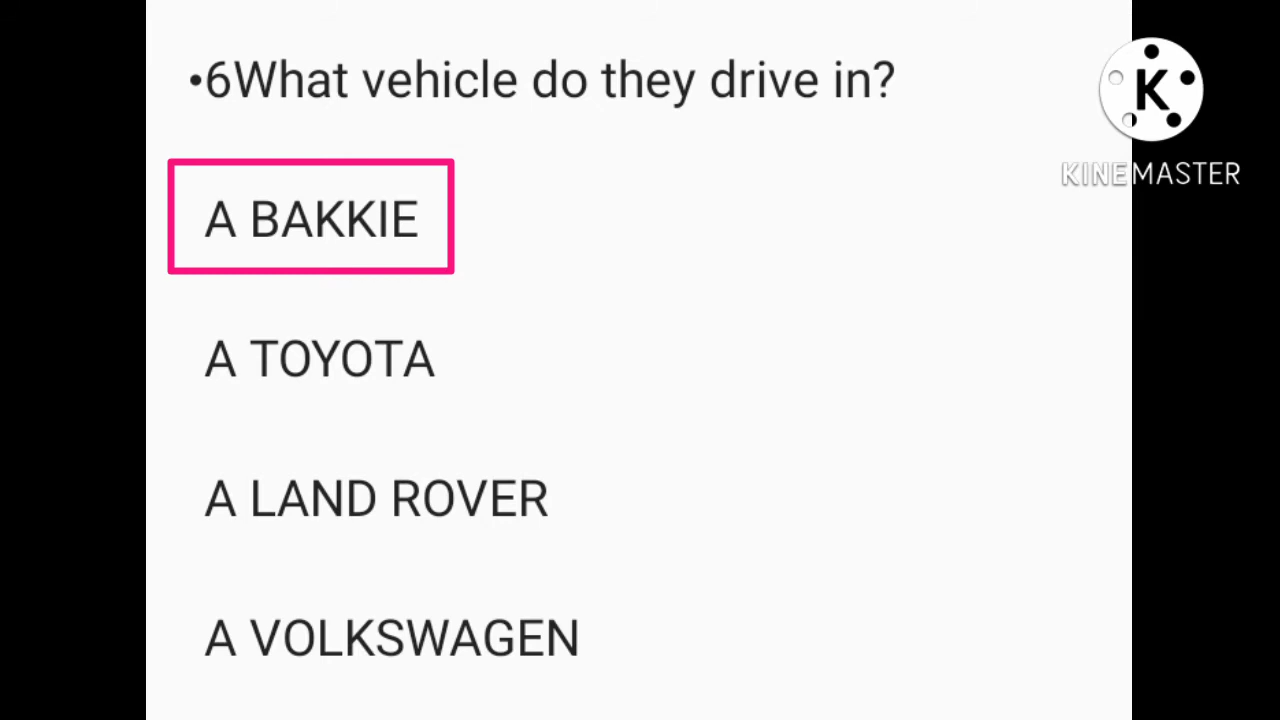 •6What vehicle do they drive in?
A BAKKIE
A TOYOTA
A LAND ROVER
A VOLKSWAGEN
K
KINEMASTER